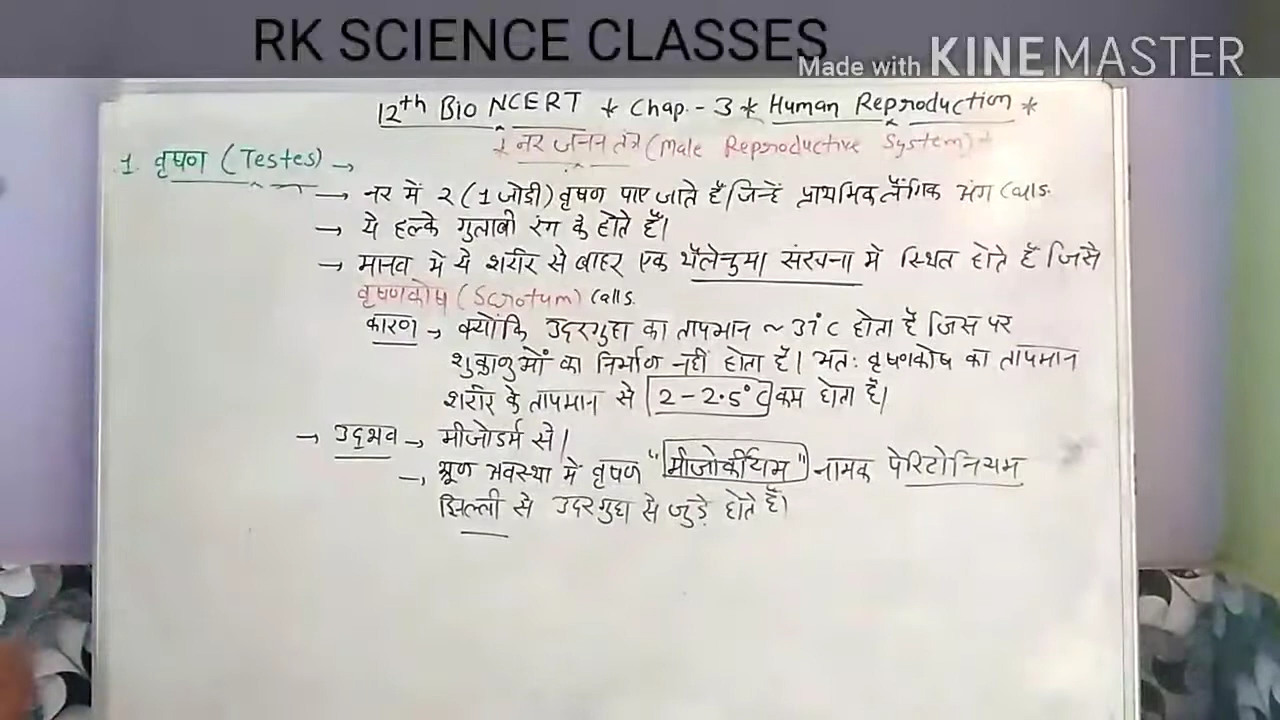 RK SCIENCE CLASSES
Made with KINEMASTER
12th Bio NCERT * Chap. - 3 * Human Reproduction *
* नर जनन तंत्र (Male Reproductive System) *
1. वृषण (Testes) →
→ नर में 2 (1 जोडी) वृषण पाए जाते हैं जिन्हें प्राथमिक लैंगिक अंग calls.
→ ये हल्के गुलाबी रंग के होते हैं।
→ मानव में ये शरीर से बाहर एक थैलेनुमा संरचना में स्थित होते हैं जिसे
वृषणकोष (Scrotum) calls.
कारण → क्योंकि उदरगुहा का तापमान ~ 37°C होता है जिस पर
शुक्राणुओं का निर्माण नहीं होता है। अतः वृषणकोष का तापमान
शरीर के तापमान से 2 - 2.5°C कम होता है।
→ उद्भव → मीजोडर्म से।
→ भ्रूण अवस्था में वृषण "मीजोर्कीयम" नामक पेरिटोनियम
झिल्ली से उदरगुहा से जुड़े होते हैं।